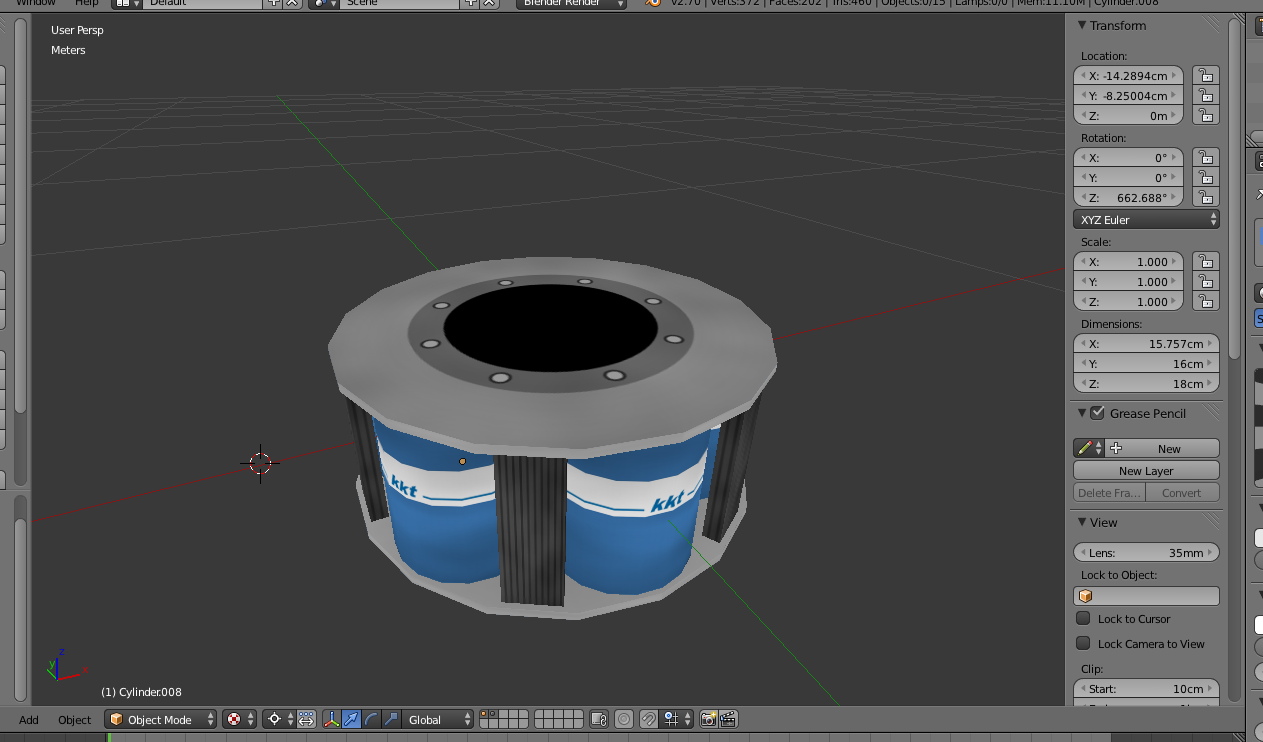 Window Help Default Scene Blender Render v2.70 | Verts:372 | Faces:202 | Tris:460 | Objects:0/15 | Lamps:0/0 | Mem:11.10M | Cylinder.008
User Persp
Meters
Transform
Location:
X: -14.2894cm
Y: -8.25004cm
Z: 0m
Rotation:
X: 0°
Y: 0°
Z: 662.688°
XYZ Euler
Scale:
X: 1.000
Y: 1.000
Z: 1.000
Dimensions:
X: 15.757cm
Y: 16cm
Z: 18cm
Grease Pencil
New
New Layer
Delete Fra... Convert
View
Lens: 35mm
Lock to Object:
Lock to Cursor
Lock Camera to View
Clip:
Start: 10cm
kkt
kkt
z
y
x
(1) Cylinder.008
Add Object Object Mode Global